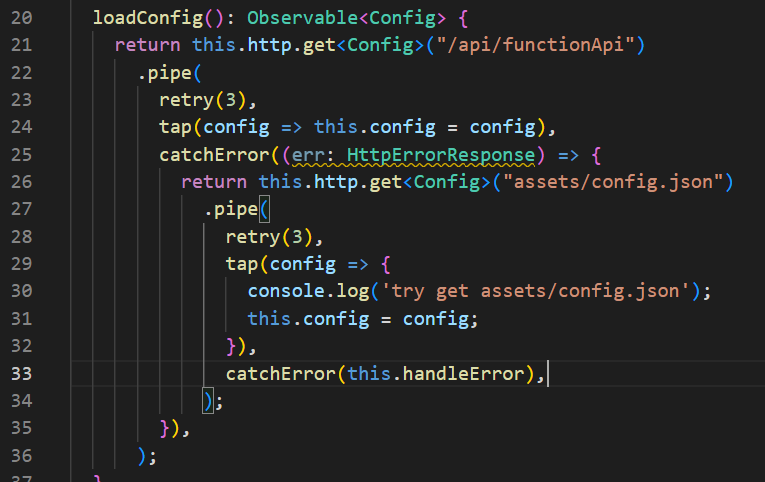 20 loadConfig(): Observable<Config> {
21 return this.http.get<Config>("/api/functionApi")
22 .pipe(
23 retry(3),
24 tap(config => this.config = config),
25 catchError((err: HttpErrorResponse) => {
26 return this.http.get<Config>("assets/config.json")
27 .pipe(
28 retry(3),
29 tap(config => {
30 console.log('try get assets/config.json');
31 this.config = config;
32 }),
33 catchError(this.handleError),
34 );
35 }),
36 );
37 }